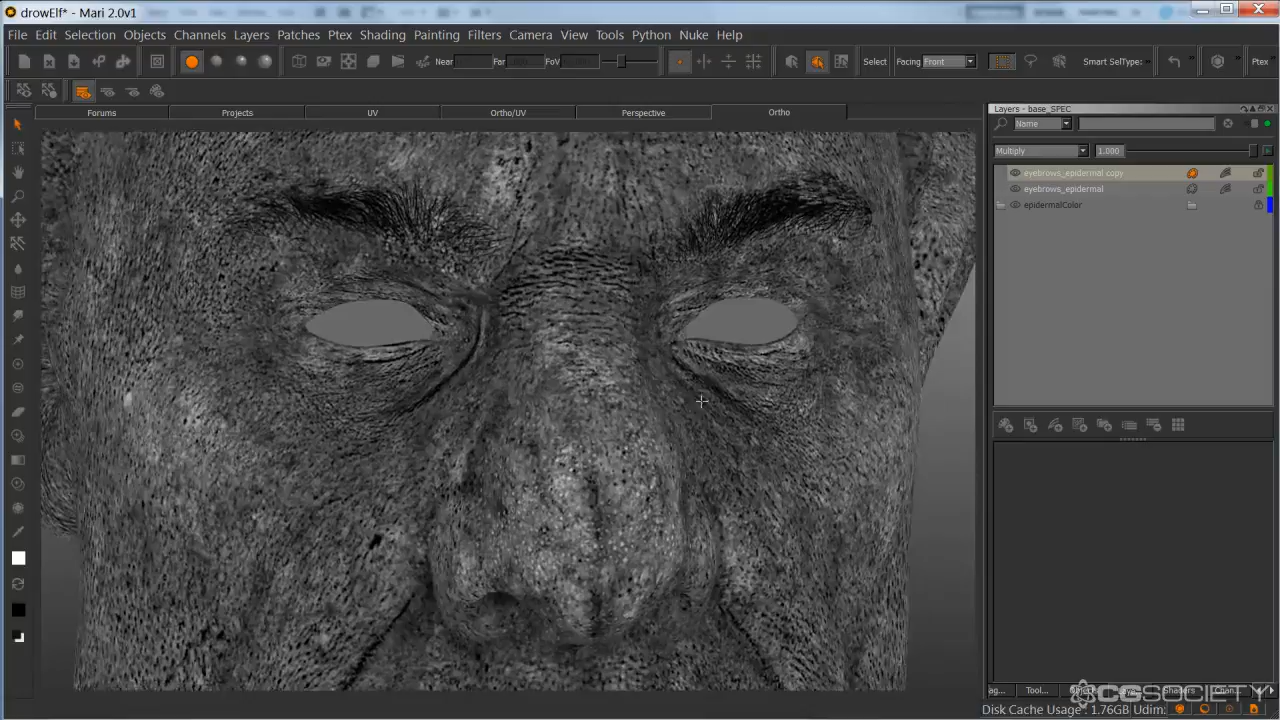 drowElf* - Mari 2.0v1
File Edit Selection Objects Channels Layers Patches Ptex Shading Painting Filters Camera View Tools Python Nuke Help
Near Far FoV Select Facing Front Smart SelType: Ptex
Forums Projects UV Ortho/UV Perspective Ortho
Layers - base_SPEC
Name
Multiply 1.000
eyebrows_epidermal copy
eyebrows_epidermal
epidermalColor
Tool...
CGSOCIETY
Disk Cache Usage : 1.76GB Udim: